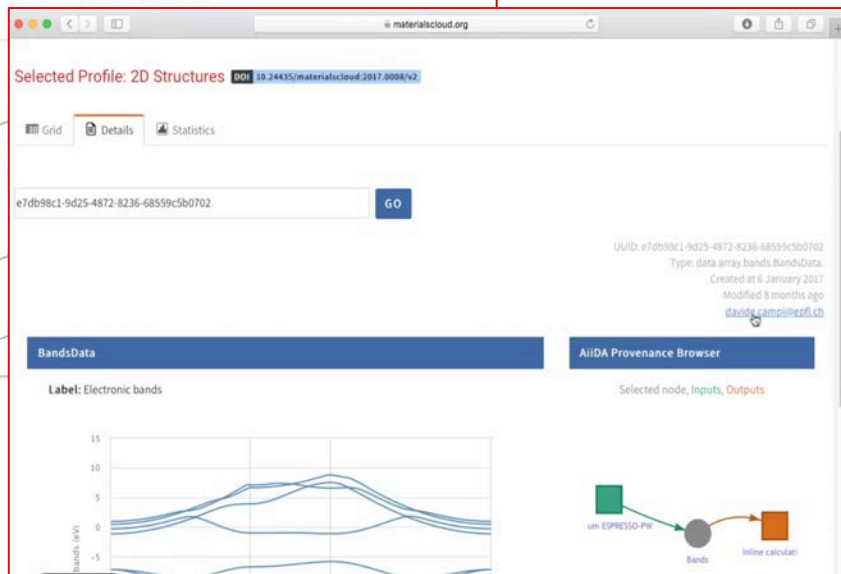 materialscloud.org
Selected Profile: 2D Structures DOI 10.24435/materialscloud:2017.0008/v2
Grid Details Statistics
e7db98c1-9d25-4872-8236-68559c5b0702 GO
UUID: e7db98c1-9d25-4872-8236-68559c5b0702
Type: data.array.bands.BandsData.
Created at 6 January 2017
Modified 8 months ago
davide.campi@epfl.ch
BandsData
AiiDA Provenance Browser
Label: Electronic bands
Selected node, Inputs, Outputs
15
10
5
0
-5
bands (eV)
um ESPRESSO-PW
Bands
Inline calculati